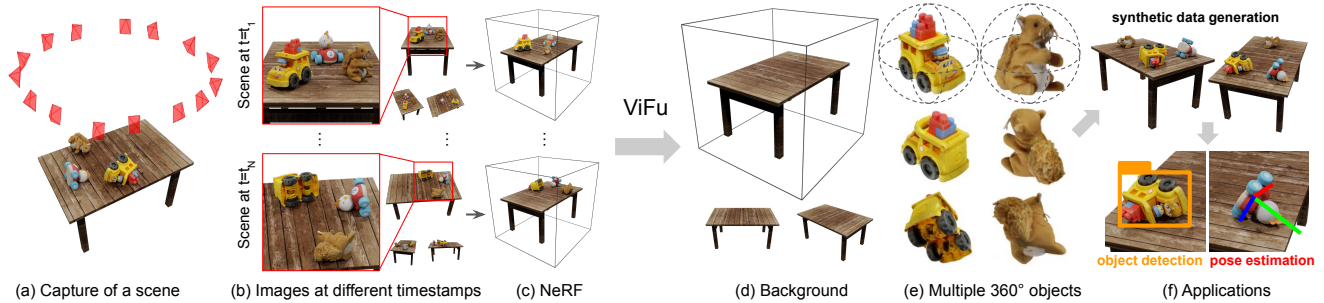 synthetic data generation
Scene at t=t1
Scene at t=tN
ViFu
object detection
pose estimation
(a) Capture of a scene
(b) Images at different timestamps
(c) NeRF
(d) Background
(e) Multiple 360° objects
(f) Applications